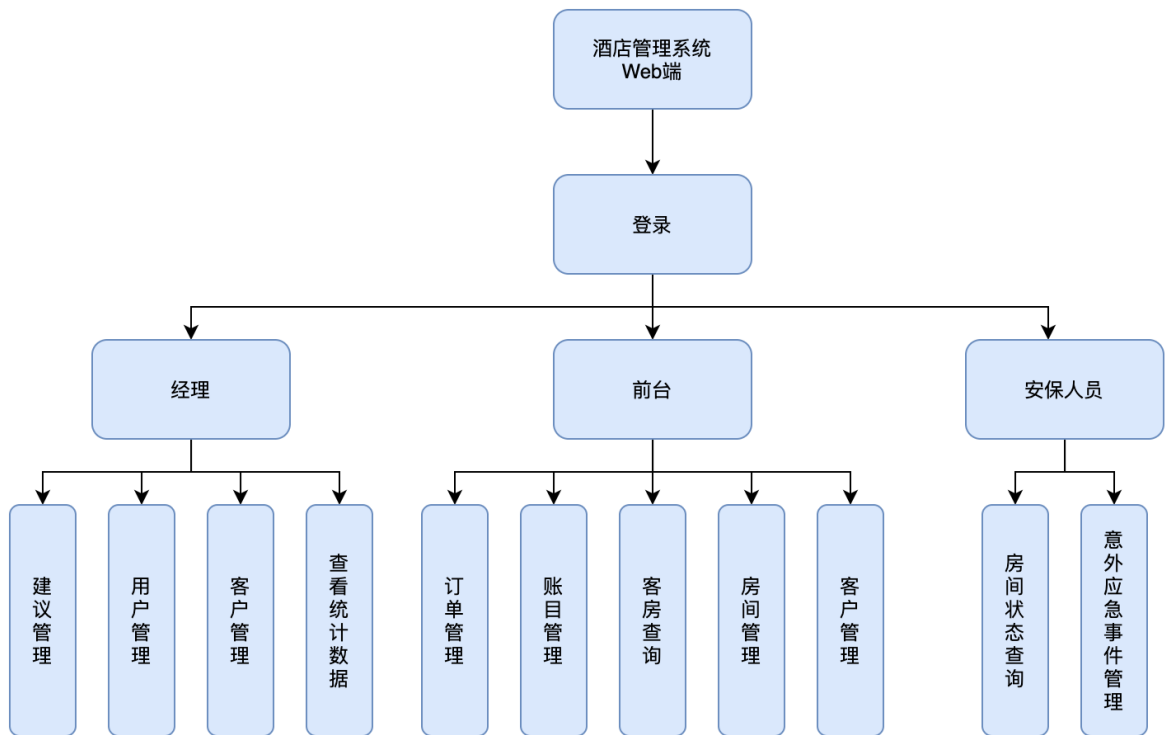 酒店管理系统
Web端
登录
经理
前台
安保人员
建议管理
用户管理
客户管理
查看统计数据
订单管理
账目管理
客房查询
房间管理
客户管理
房间状态查询
意外应急事件管理